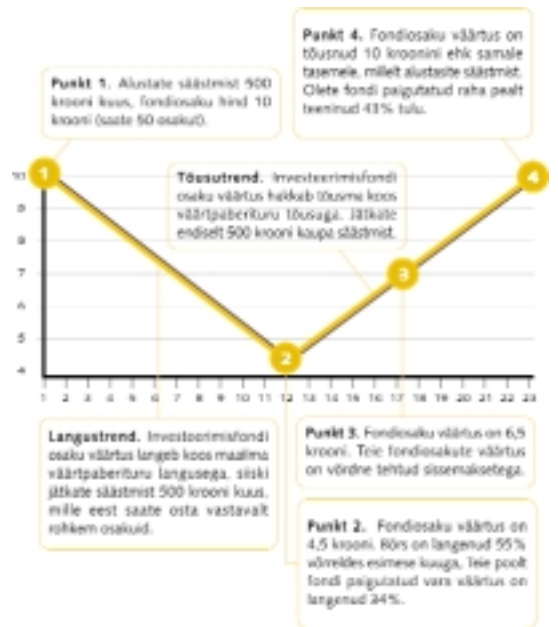 Punkt 4. Fondiosaku väärtus on
tõusnud 10 kroonini ehk samale
tasemele, millelt alustasite säästmist.
Olete fondi paigutatud raha pealt
teeninud 43% tulu.
Punkt 1. Alustate säästmist 500
krooni kuus, fondiosaku hind 10
krooni (saate 50 osakut).
Tõusutrend. Investeerimisfondi
osaku väärtus hakkab tõusma koos
väärtpaberituru tõusuga. Jätkate
endiselt 500 krooni kaupa säästmist.
1
4
3
2
10
9
8
7
6
5
4
1 2 3 4 5 6 7 8 9 10 11 12 13 14 15 16 17 18 19 20 21 22 23
Langustrend. Investeerimisfondi
osaku väärtus langeb koos maailma
väärtpaberituru langusega, siiski
jätkate säästmist 500 krooni kuus,
mille eest saate osta vastavalt
rohkem osakuid.
Punkt 3. Fondiosaku väärtus on 6,5
krooni. Teie fondiosakute väärtus
on võrdne tehtud sissemaksetega.
Punkt 2. Fondiosaku väärtus on
4,5 krooni. Börs on langenud 55%
võrreldes esimese kuuga. Teie poolt
fondi paigutatud vara väärtus on
langenud 34%.